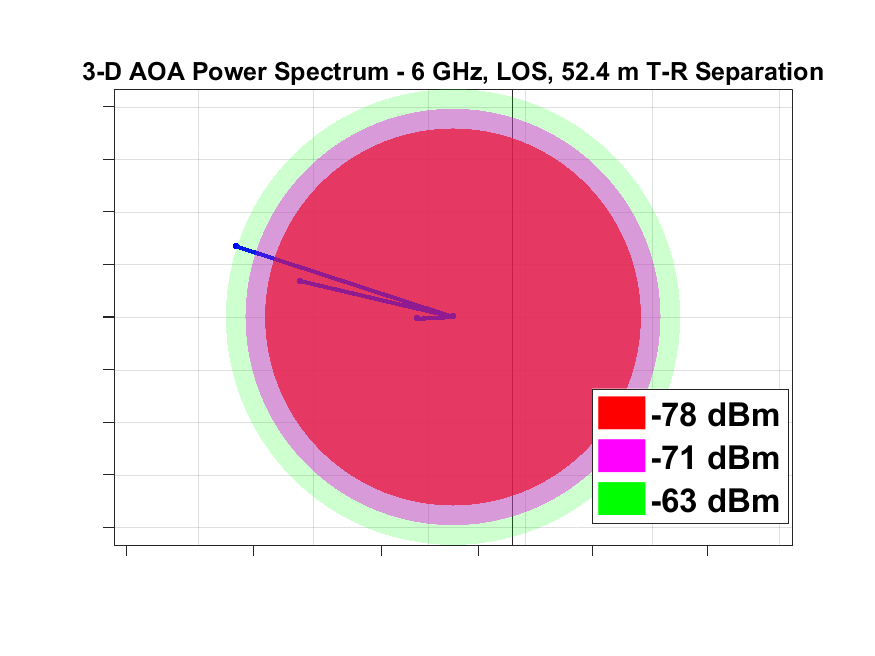 3-D AOA Power Spectrum - 6 GHz, LOS, 52.4 m T-R Separation
-78 dBm
-71 dBm
-63 dBm